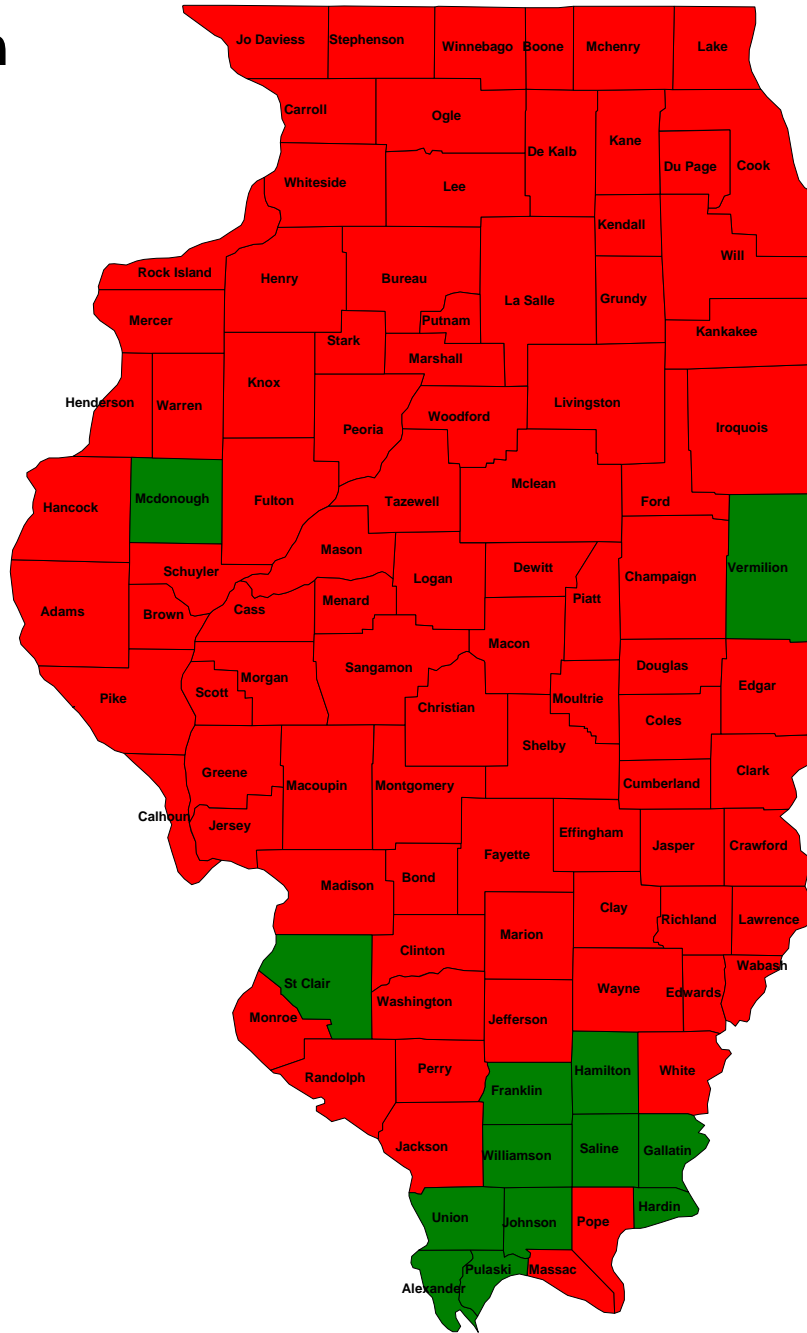 Jo Daviess Stephenson Winnebago Boone Mchenry Lake
Carroll Ogle De Kalb Kane Du Page Cook
Whiteside Lee Kendall Will
Rock Island Henry Bureau La Salle Grundy
Mercer Putnam Kankakee
Stark Marshall
Henderson Warren Knox Woodford Livingston
Peoria Iroquois
Hancock Mcdonough Fulton Tazewell Mclean Ford
Mason
Schuyler Logan Dewitt Champaign Vermilion
Adams Brown Cass Menard Piatt
Macon
Pike Scott Morgan Sangamon Christian Moultrie Douglas Edgar
Coles
Shelby
Greene Macoupin Montgomery Cumberland Clark
Calhoun Jersey Effingham Jasper Crawford
Fayette
Madison Bond
Clay Richland Lawrence
Clinton Marion
Wabash
St Clair Washington Wayne Edwards
Monroe Jefferson
Randolph Perry Franklin Hamilton White
Jackson Williamson Saline Gallatin
Union Johnson Pope Hardin
Pulaski Massac
Alexander